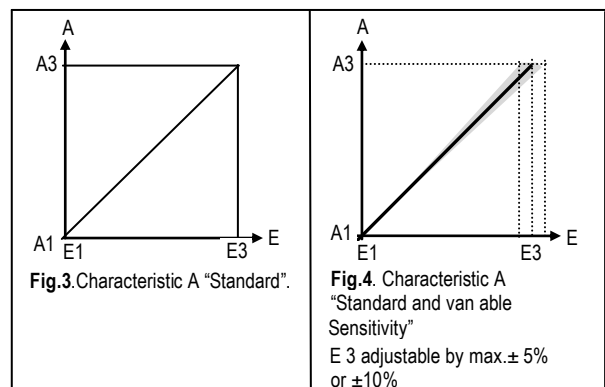 A
A3
A1
E1
E3
E
Fig.3.Characteristic A “Standard”.
A
A3
A1
E1
E3
E
Fig.4. Characteristic A
“Standard and van able
Sensitivity”
E 3 adjustable by max.± 5%
or ±10%